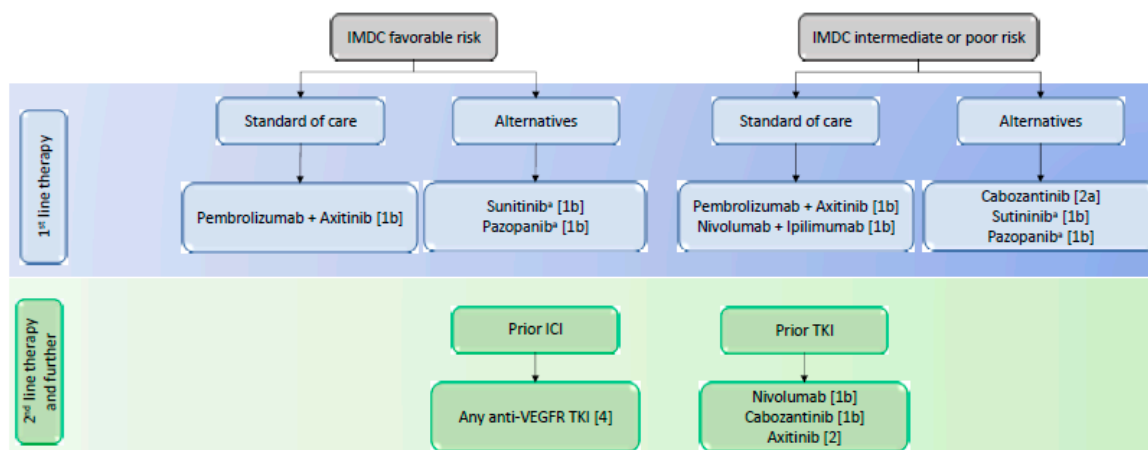 IMDC favorable risk
IMDC intermediate or poor risk
1st line therapy
Standard of care
Alternatives
Standard of care
Alternatives
Pembrolizumab + Axitinib [1b]
Sunitinibᵃ [1b]
Pazopanibᵃ [1b]
Pembrolizumab + Axitinib [1b]
Nivolumab + Ipilimumab [1b]
Cabozantinib [2a]
Sutininibᵃ [1b]
Pazopanibᵃ [1b]
2nd line therapy
and further
Prior ICI
Prior TKI
Any anti-VEGFR TKI [4]
Nivolumab [1b]
Cabozantinib [1b]
Axitinib [2]